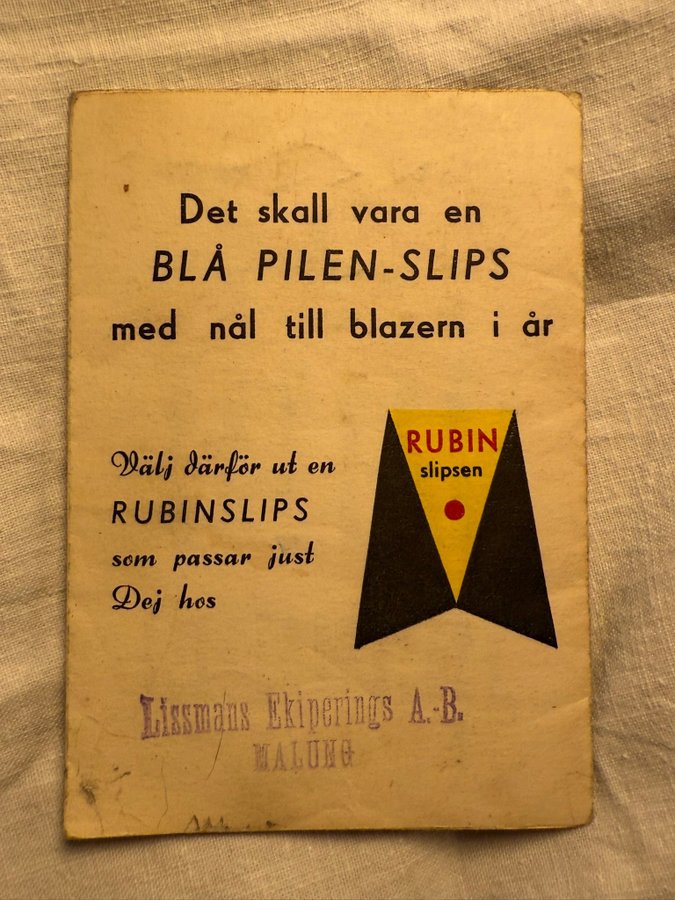 Det skall vara en
BLÅ PILEN-SLIPS
med nål till blazern i år
Välj därför ut en
RUBINSLIPS
som passar just
Dej hos
RUBIN
slipsen
Lissmans Ekiperings A.-B.
MALUNG